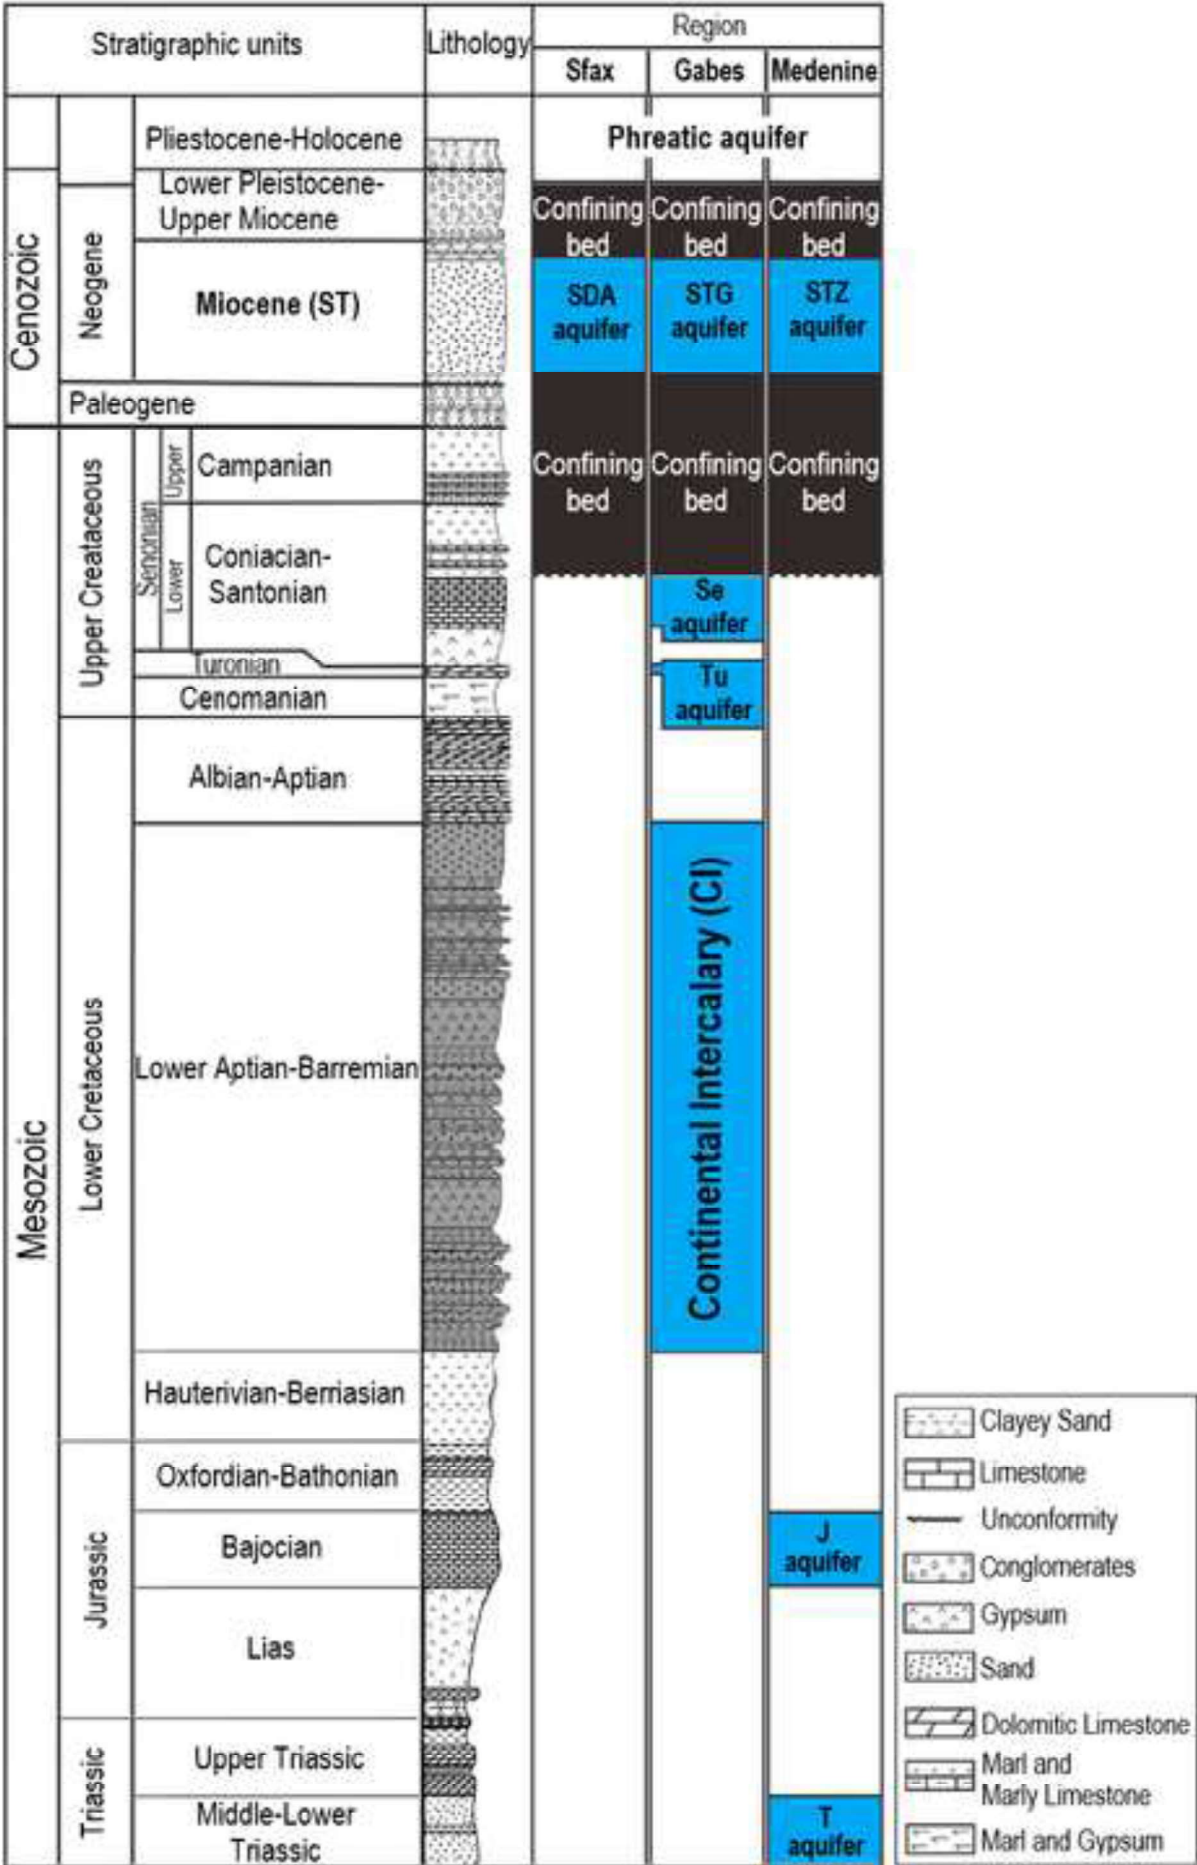 Stratigraphic units
Lithology
Region
Sfax
Gabes
Medenine
Pliestocene-Holocene
Phreatic aquifer
Cenozoic
Neogene
Lower Pleistocene-
Upper Miocene
Confining
bed
Confining
bed
Confining
bed
Miocene (ST)
SDA
aquifer
STG
aquifer
STZ
aquifer
Paleogene
Mesozoic
Upper Creataceous
Senonian
Upper
Campanian
Confining
bed
Confining
bed
Confining
bed
Lower
Coniacian-
Santonian
Se
aquifer
Turonian
Tu
aquifer
Cenomanian
Lower Cretaceous
Albian-Aptian
Lower Aptian-Barremian
Continental Intercalary (CI)
Hauterivian-Berriasian
Jurassic
Oxfordian-Bathonian
Bajocian
J
aquifer
Lias
Triassic
Upper Triassic
Middle-Lower
Triassic
T
aquifer
Clayey Sand
Limestone
Unconformity
Conglomerates
Gypsum
Sand
Dolomitic Limestone
Marl and
Marly Limestone
Marl and Gypsum